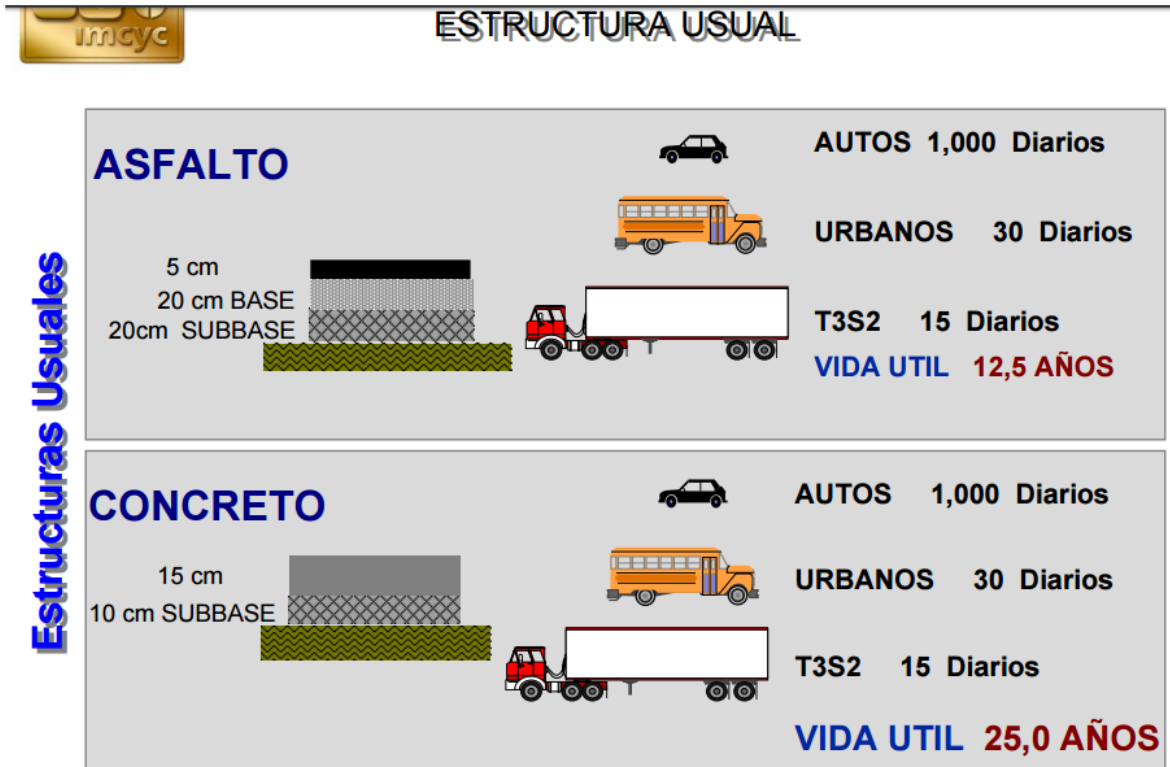 imcyc
ESTRUCTURA USUAL
Estructuras Usuales
ASFALTO
5 cm
20 cm BASE
20cm SUBBASE
AUTOS 1,000 Diarios
URBANOS 30 Diarios
T3S2 15 Diarios
VIDA UTIL 12,5 AÑOS
CONCRETO
15 cm
10 cm SUBBASE
AUTOS 1,000 Diarios
URBANOS 30 Diarios
T3S2 15 Diarios
VIDA UTIL 25,0 AÑOS